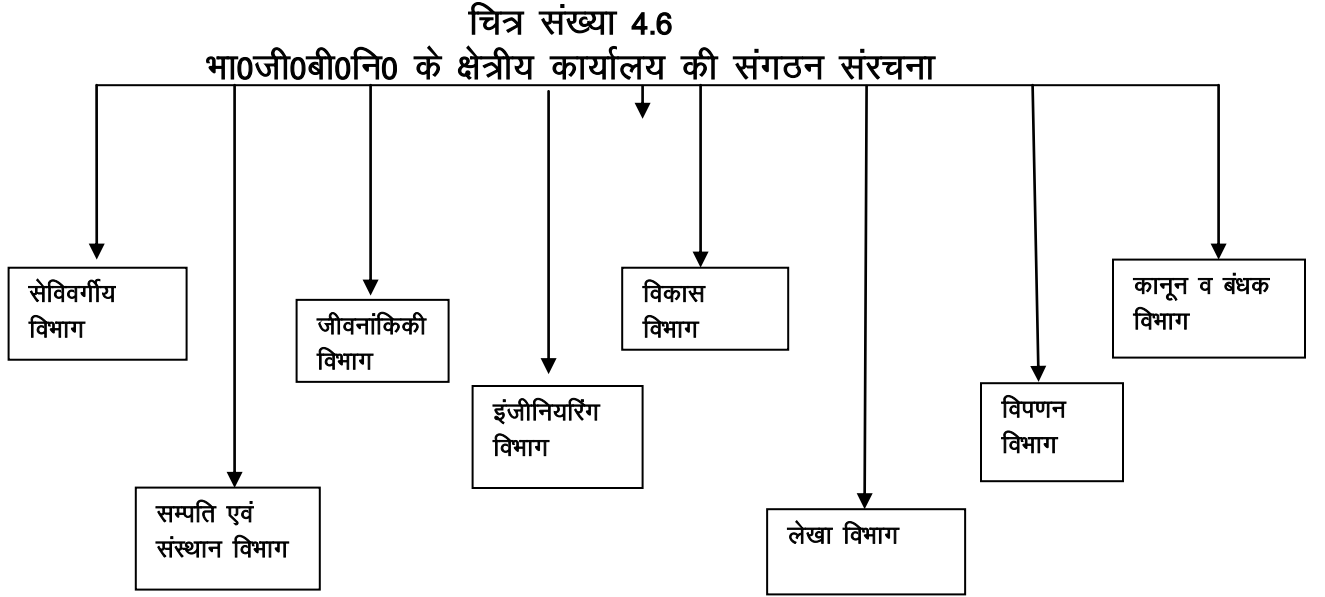 चित्र संख्या 4.6
भा0जी0बी0नि0 के क्षेत्रीय कार्यालय की संगठन संरचना
सेविवर्गीय
विभाग
सम्पति एवं
संस्थान विभाग
जीवनांकिकी
विभाग
इंजीनियरिंग
विभाग
विकास
विभाग
लेखा विभाग
विपणन
विभाग
कानून व बंधक
विभाग